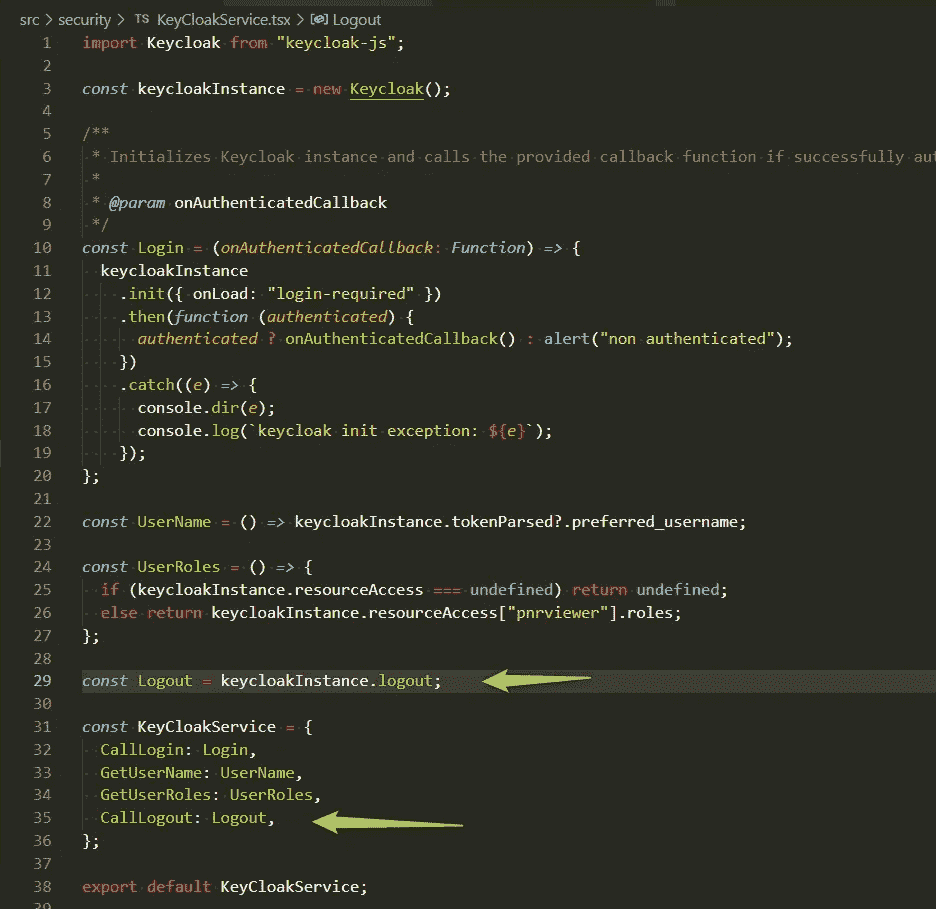 src > security > TS KeyCloakService.tsx > Logout
1 import Keycloak from "keycloak-js";
2
3 const keycloakInstance = new Keycloak();
4
5 /**
6  * Initializes Keycloak instance and calls the provided callback function if successfully au
7  *
8  * @param onAuthenticatedCallback
9  */
10 const Login = (onAuthenticatedCallback: Function) => {
11   keycloakInstance
12     .init({ onLoad: "login-required" })
13     .then(function (authenticated) {
14       authenticated ? onAuthenticatedCallback() : alert("non authenticated");
15     })
16     .catch((e) => {
17       console.dir(e);
18       console.log(`keycloak init exception: ${e}`);
19     });
20 };
21
22 const UserName = () => keycloakInstance.tokenParsed?.preferred_username;
23
24 const UserRoles = () => {
25   if (keycloakInstance.resourceAccess === undefined) return undefined;
26   else return keycloakInstance.resourceAccess["pnrviewer"].roles;
27 };
28
29 const Logout = keycloakInstance.logout;
30
31 const KeyCloakService = {
32   CallLogin: Login,
33   GetUserName: UserName,
34   GetUserRoles: UserRoles,
35   CallLogout: Logout,
36 };
37
38 export default KeyCloakService;
39